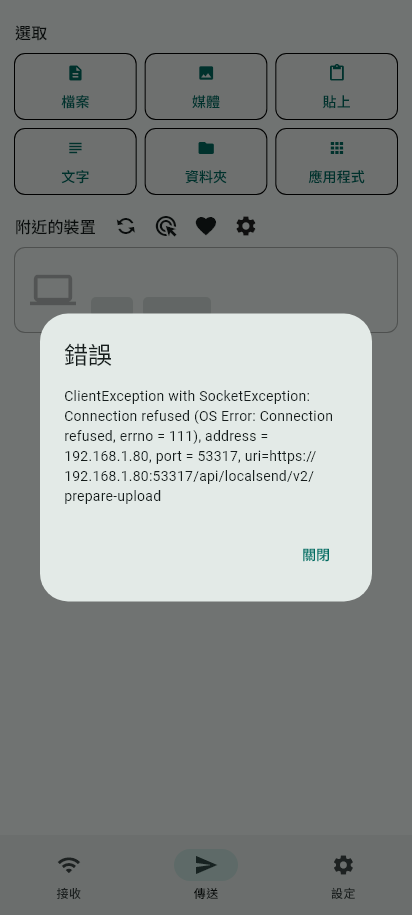 選取
檔案
媒體
貼上
文字
資料夾
應用程式
附近的裝置
錯誤
ClientException with SocketException:
Connection refused (OS Error: Connection
refused, errno = 111), address =
192.168.1.80, port = 53317, uri=https://
192.168.1.80:53317/api/localsend/v2/
prepare-upload
關閉
接收
傳送
設定